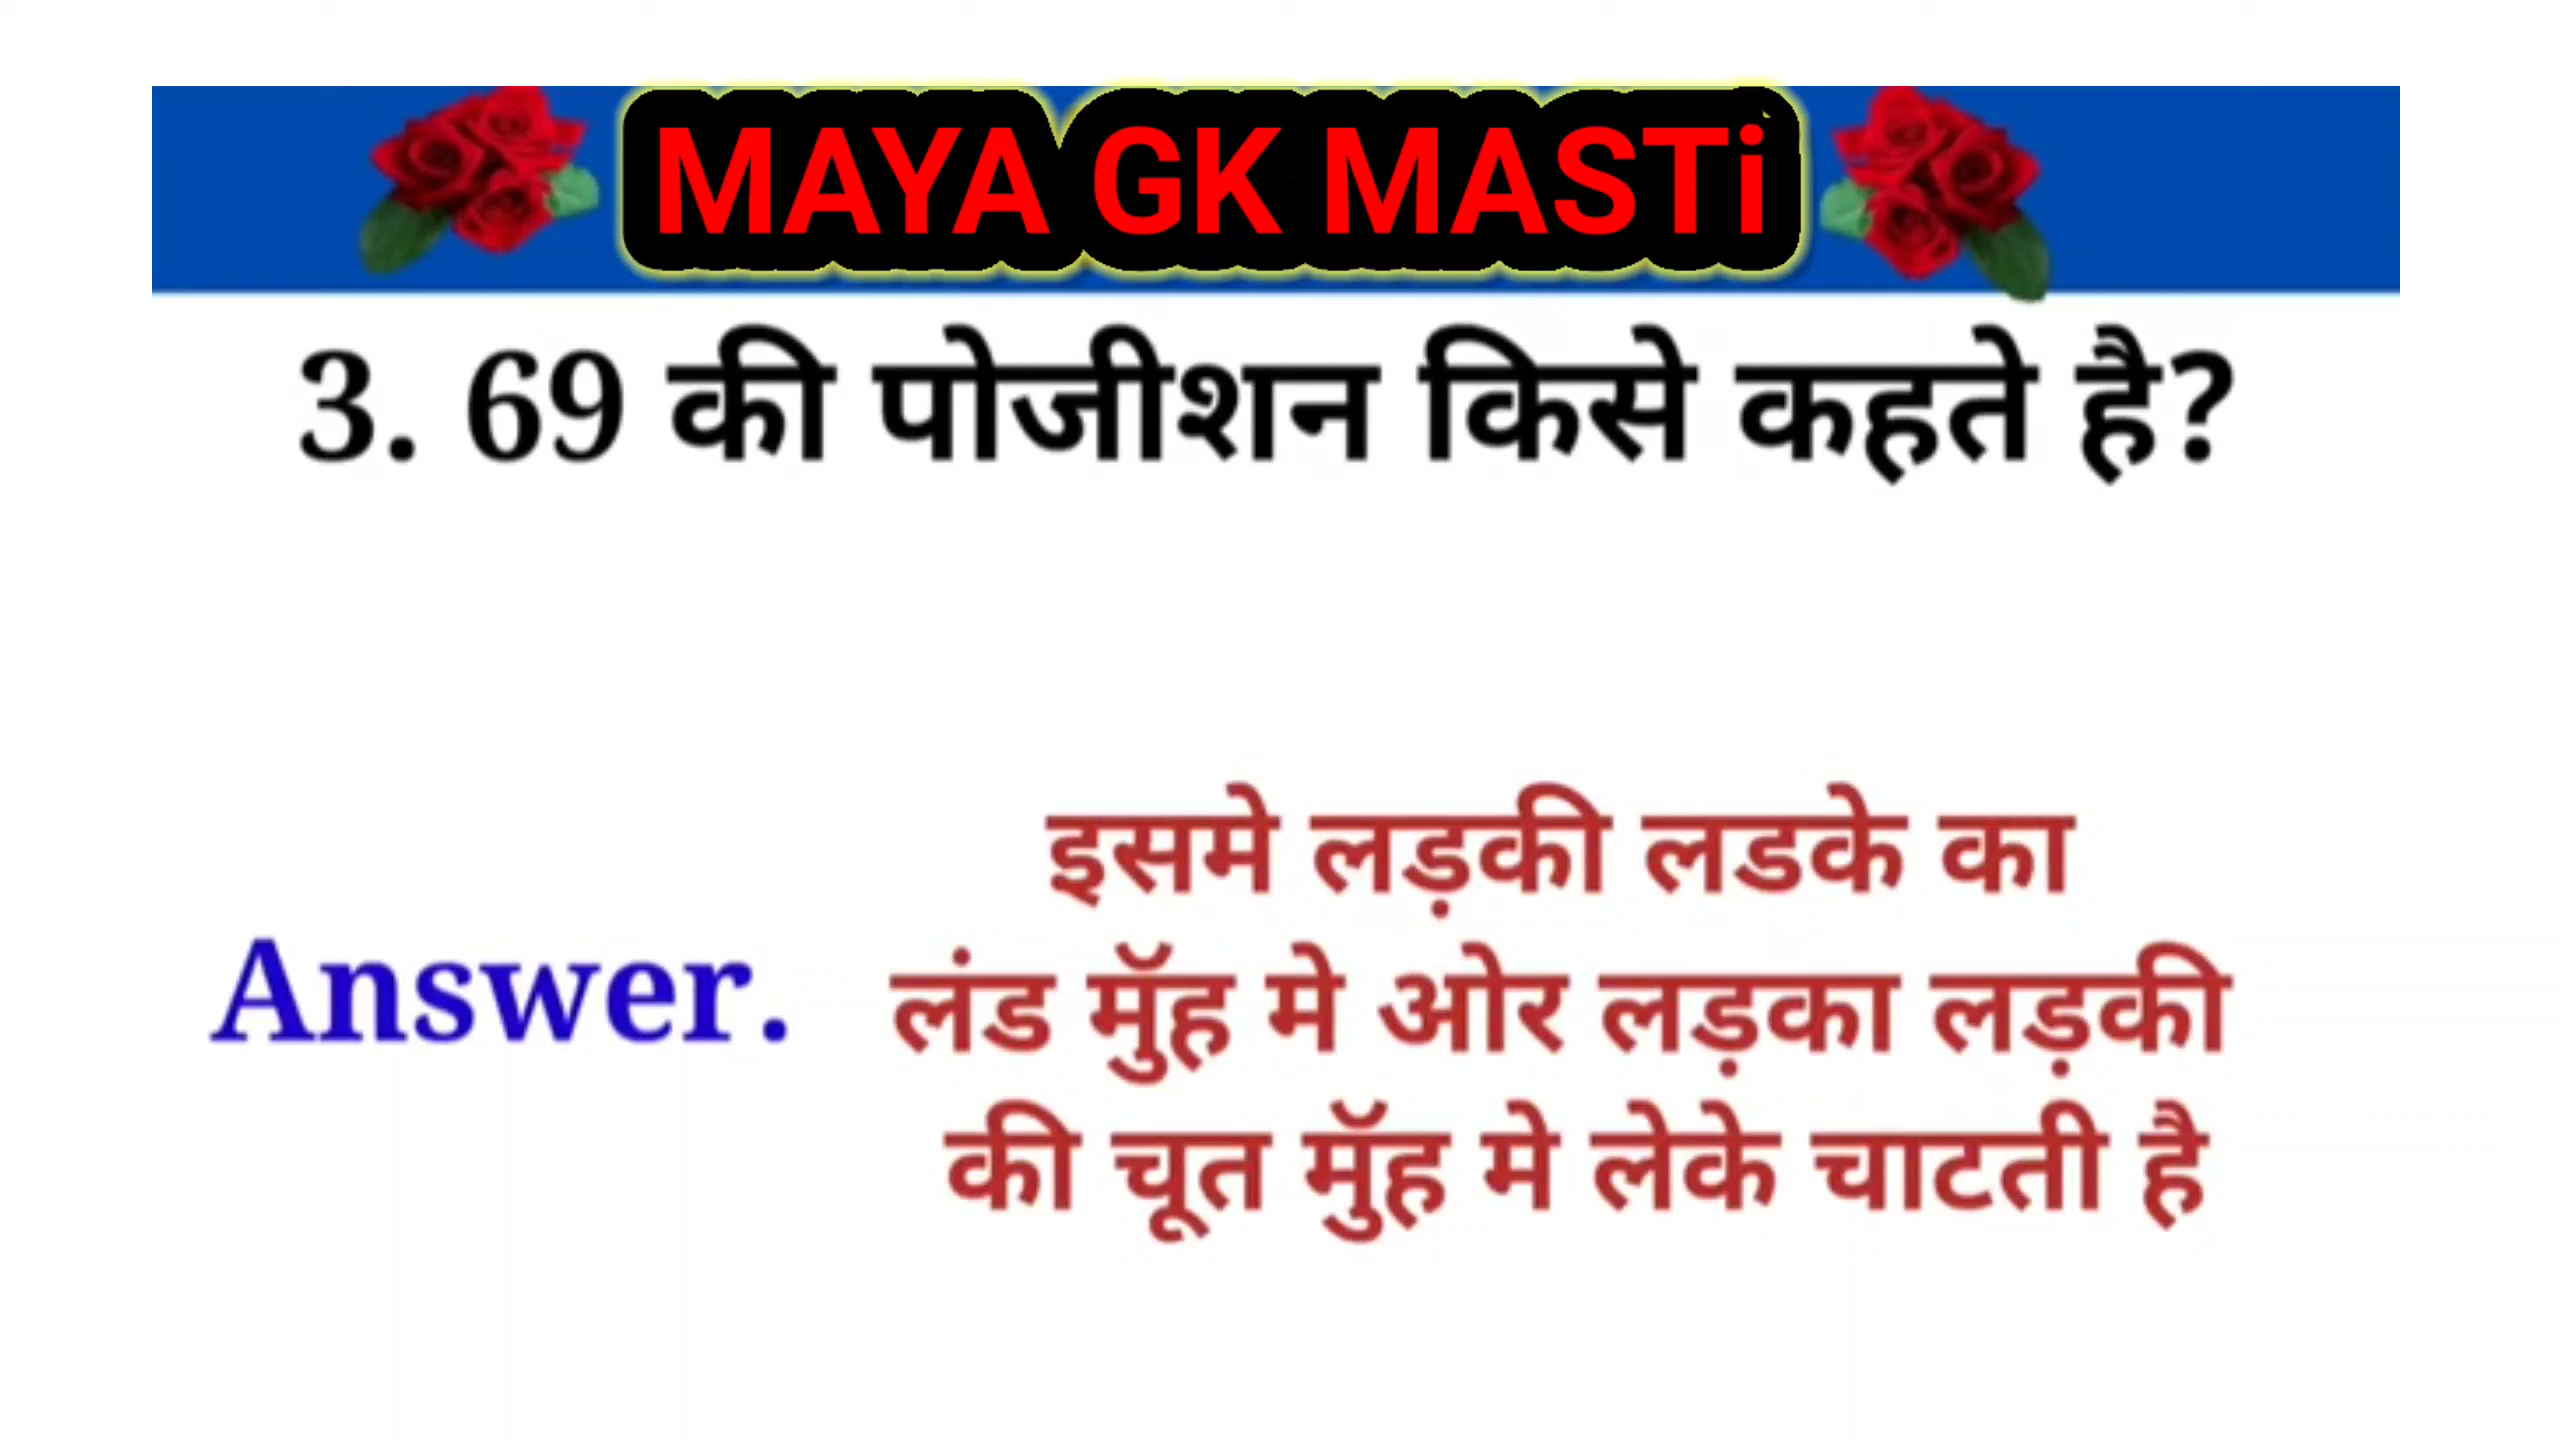 MAYA GK MASTi
3. 69 की पोजीशन किसे कहते है?
इसमे लड़की लडके का
Answer. लंड मुॅह मे ओर लड़का लड़की
की चूत मुॅह मे लेके चाटती है